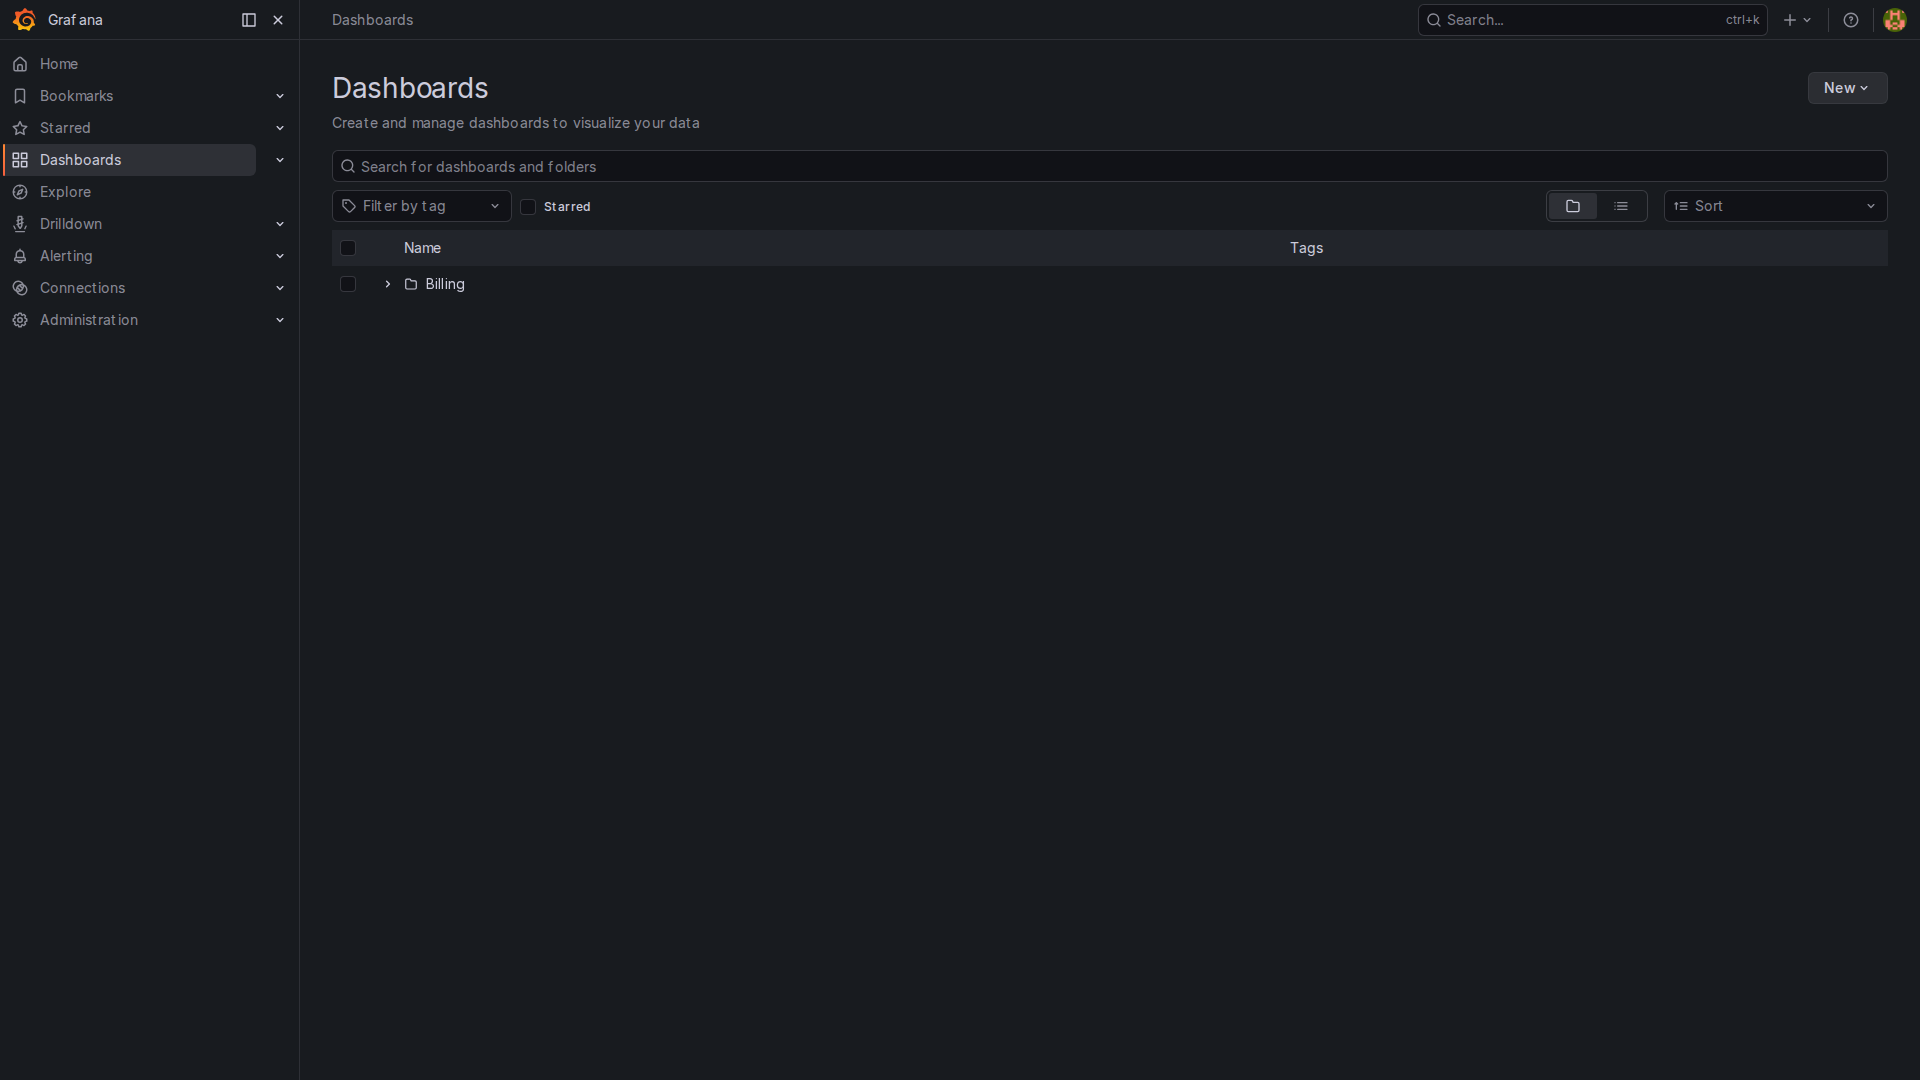 Grafana
Dashboards
Search...
ctrl+k
Home
Bookmarks
Starred
Dashboards
Explore
Drilldown
Alerting
Connections
Administration
Dashboards
New
Create and manage dashboards to visualize your data
Search for dashboards and folders
Filter by tag
Starred
Sort
Name
Tags
Billing